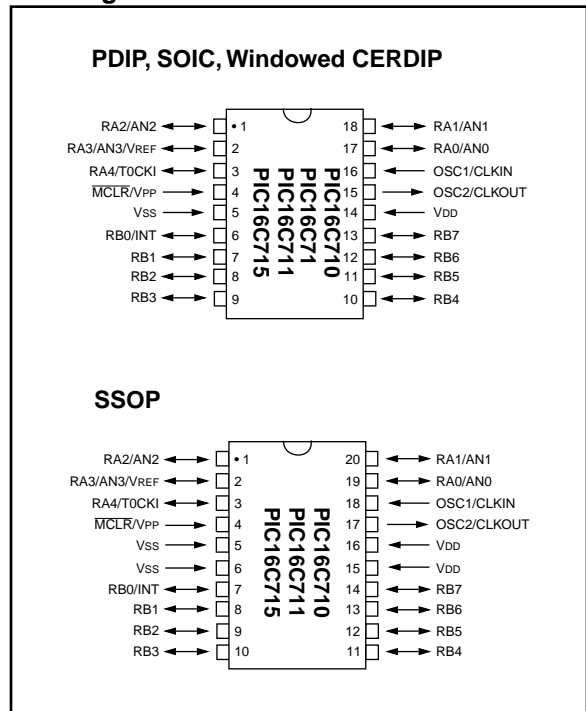 PDIP, SOIC, Windowed CERDIP
RA2/AN2
RA3/AN3/VREF
RA4/T0CKI
MCLR/VPP
VSS
RB0/INT
RB1
RB2
RB3
• 1
2
3
4
5
6
7
8
9
PIC16C710
PIC16C71
PIC16C711
PIC16C715
18
17
16
15
14
13
12
11
10
RA1/AN1
RA0/AN0
OSC1/CLKIN
OSC2/CLKOUT
VDD
RB7
RB6
RB5
RB4
SSOP
RA2/AN2
RA3/AN3/VREF
RA4/T0CKI
MCLR/VPP
VSS
VSS
RB0/INT
RB1
RB2
RB3
• 1
2
3
4
5
6
7
8
9
10
PIC16C710
PIC16C711
PIC16C715
20
19
18
17
16
15
14
13
12
11
RA1/AN1
RA0/AN0
OSC1/CLKIN
OSC2/CLKOUT
VDD
VDD
RB7
RB6
RB5
RB4